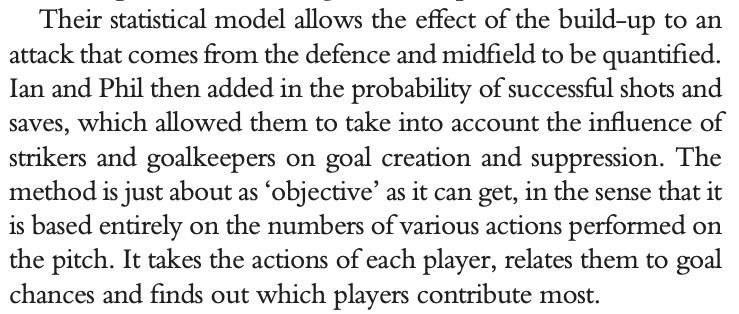 Their statistical model allows the effect of the build-up to an
attack that comes from the defence and midfield to be quantified.
Ian and Phil then added in the probability of successful shots and
saves, which allowed them to take into account the influence of
strikers and goalkeepers on goal creation and suppression. The
method is just about as ‘objective’ as it can get, in the sense that it
is based entirely on the numbers of various actions performed on
the pitch. It takes the actions of each player, relates them to goal
chances and finds out which players contribute most.